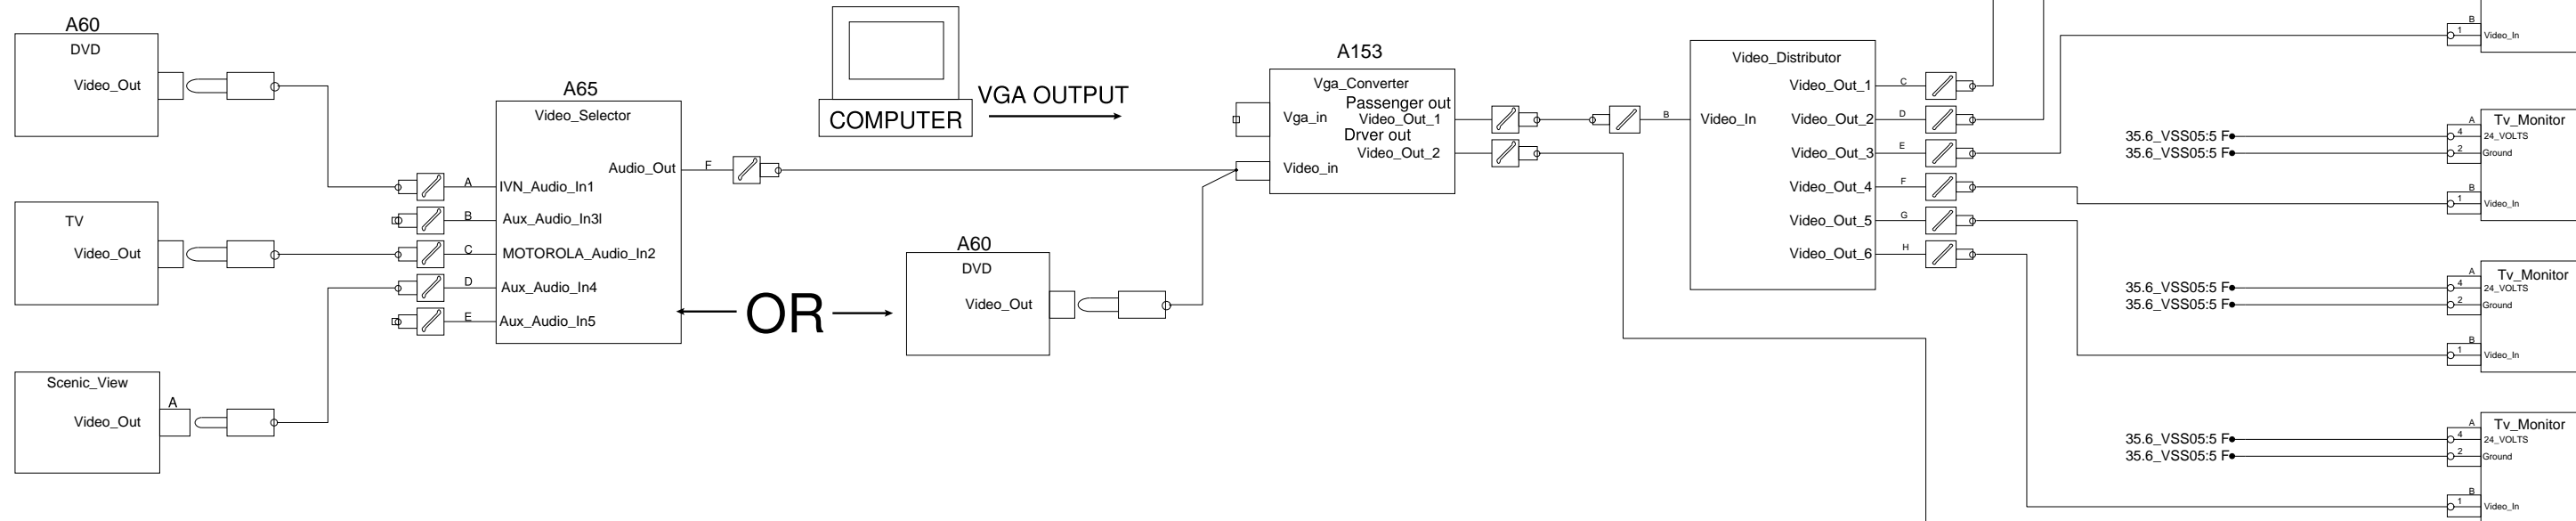 A60
DVD
Video_Out
TV
Video_Out
Scenic_View
A
Video_Out
A65
Video_Selector
Audio_Out
F
A
IVN_Audio_In1
B
Aux_Audio_In3l
C
MOTOROLA_Audio_In2
D
Aux_Audio_In4
E
Aux_Audio_In5
COMPUTER
VGA OUTPUT
OR
A60
DVD
Video_Out
A153
Vga_Converter
Passenger out
Vga_in
Video_Out_1
Drver out
Video_Out_2
Video_in
B
Video_Distributor
Video_In
Video_Out_1
C
Video_Out_2
D
Video_Out_3
E
Video_Out_4
F
Video_Out_5
G
Video_Out_6
H
B
1
Video_In
Tv_Monitor
A
35.6_VSS05:5 F
4
24_VOLTS
35.6_VSS05:5 F
2
Ground
B
1
Video_In
Tv_Monitor
A
35.6_VSS05:5 F
4
24_VOLTS
35.6_VSS05:5 F
2
Ground
B
1
Video_In
Tv_Monitor
A
35.6_VSS05:5 F
4
24_VOLTS
35.6_VSS05:5 F
2
Ground
B
1
Video_In